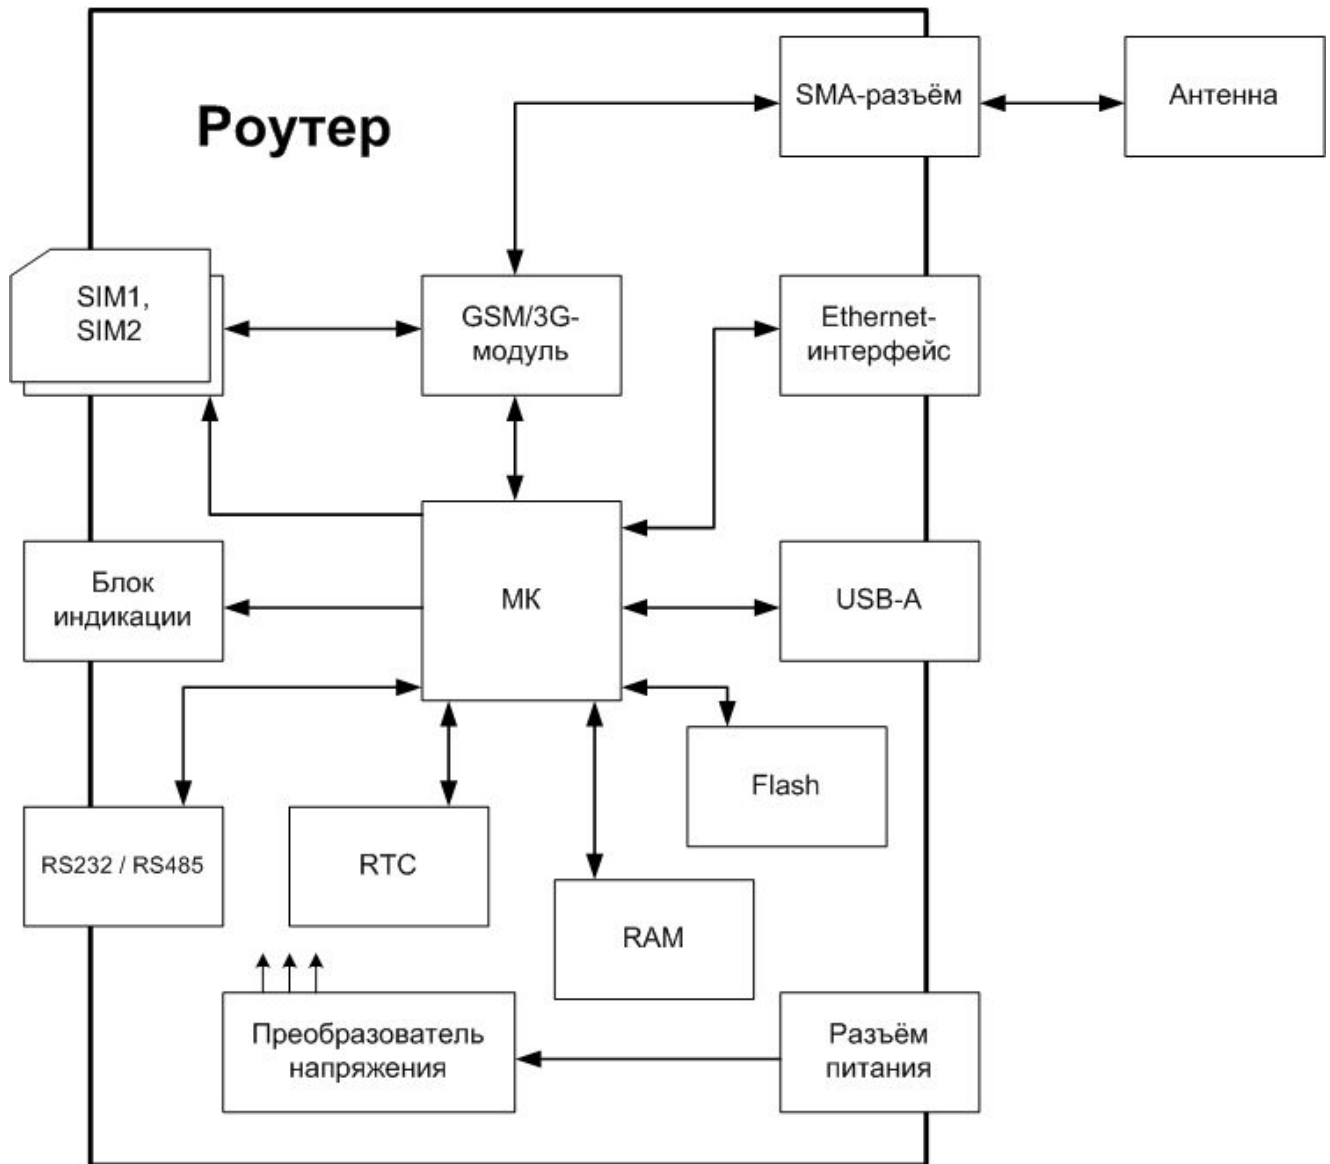 Роутер
SMA-разъём
Антенна
SIM1,
SIM2
GSM/3G-
модуль
Ethernet-
интерфейс
Блок
индикации
МК
USB-A
Flash
RS232 / RS485
RTC
RAM
Преобразователь
напряжения
Разъём
питания